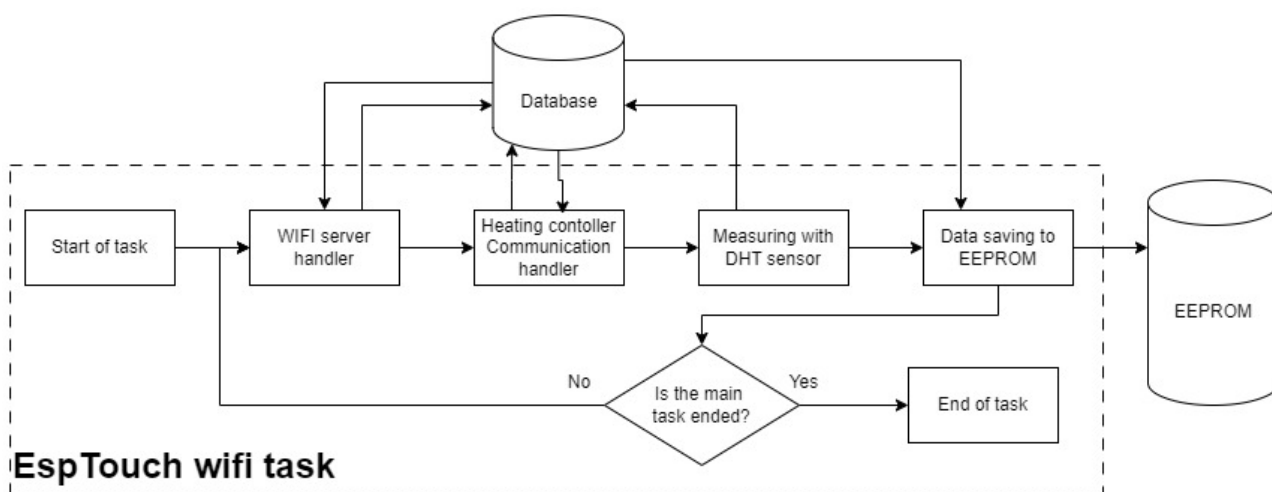 Database
Start of task
WIFI server
handler
Heating contoller
Communication
handler
Measuring with
DHT sensor
Data saving to
EEPROM
EEPROM
No
Is the main
task ended?
Yes
End of task
EspTouch wifi task